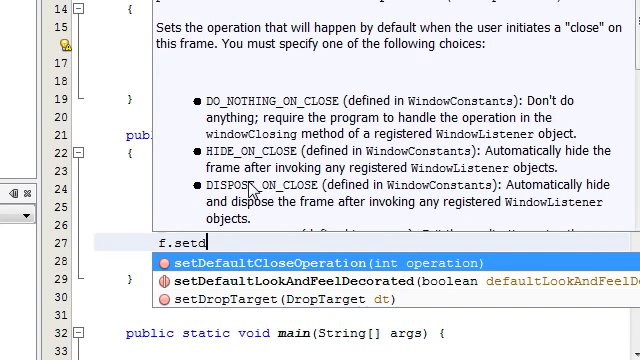 14 {
15
Sets the operation that will happen by default when the user initiates a "close" on
16
this frame. You must specify one of the following choices:
17
18
19 }
● DO_NOTHING_ON_CLOSE (defined in WindowConstants): Don't do
20
anything; require the program to handle the operation in the
21 pub
windowClosing method of a registered WindowListener object.
22 {
● HIDE_ON_CLOSE (defined in WindowConstants): Automatically hide the
23
frame after invoking any registered WindowListener objects.
24
● DISPOSE_ON_CLOSE (defined in WindowConstants): Automatically hide
25
and dispose the frame after invoking any registered WindowListener
26
objects.
27 f.setd
28
setDefaultCloseOperation(int operation)
29 }
setDefaultLookAndFeelDecorated(boolean defaultLookAndFeelDe
30
setDropTarget(DropTarget dt)
31
32 public static void main(String[] args) {
33